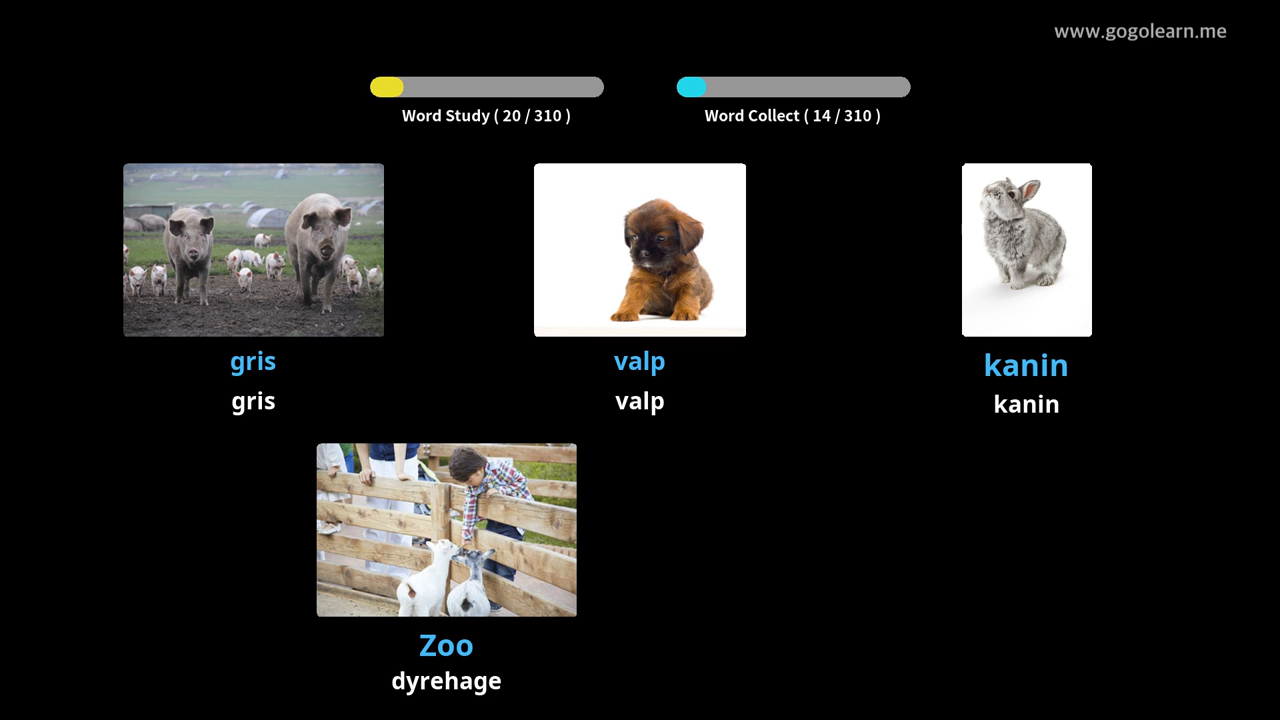 www.gogolearn.me
Word Study ( 20 / 310 )
Word Collect ( 14 / 310 )
gris
gris
valp
valp
kanin
kanin
Zoo
dyrehage